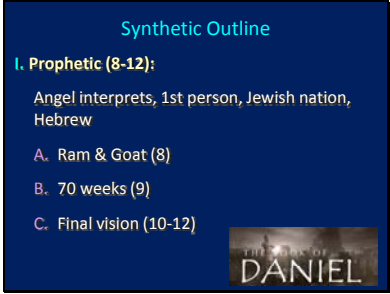 Synthetic Outline
I. Prophetic (8-12):
Angel interprets, 1st person, Jewish nation,
Hebrew
A. Ram & Goat (8)
B. 70 weeks (9)
C. Final vision (10-12)
THE BOOK OF
DANIEL